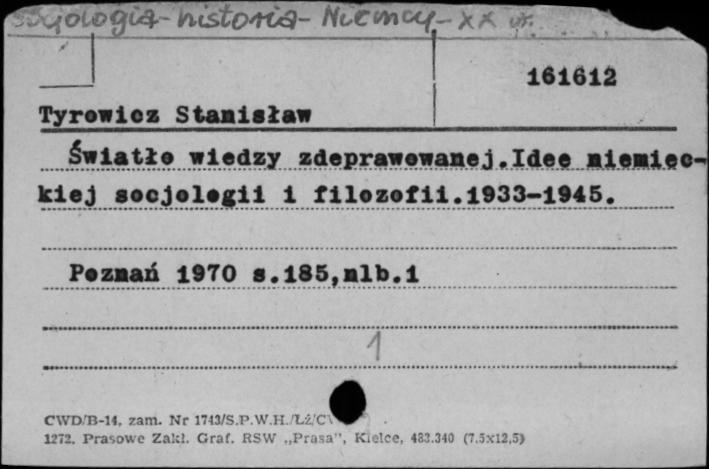 socjologia - historia - Niemcy - XX w.
161612
Tyrowicz Stanisław
Światło wiedzy zdeprawowanej.Idee niemiec-
kiej socjologii i filozofii.1933-1945.
Poznań 1970 s.185,nlb.1
1
CWD/B-14, zam. Nr 1743/S.P.W.H./Łź/C
1272. Prasowe Zakł. Graf. RSW „Prasa”, Kielce, 483.340 (7,5x12,5)